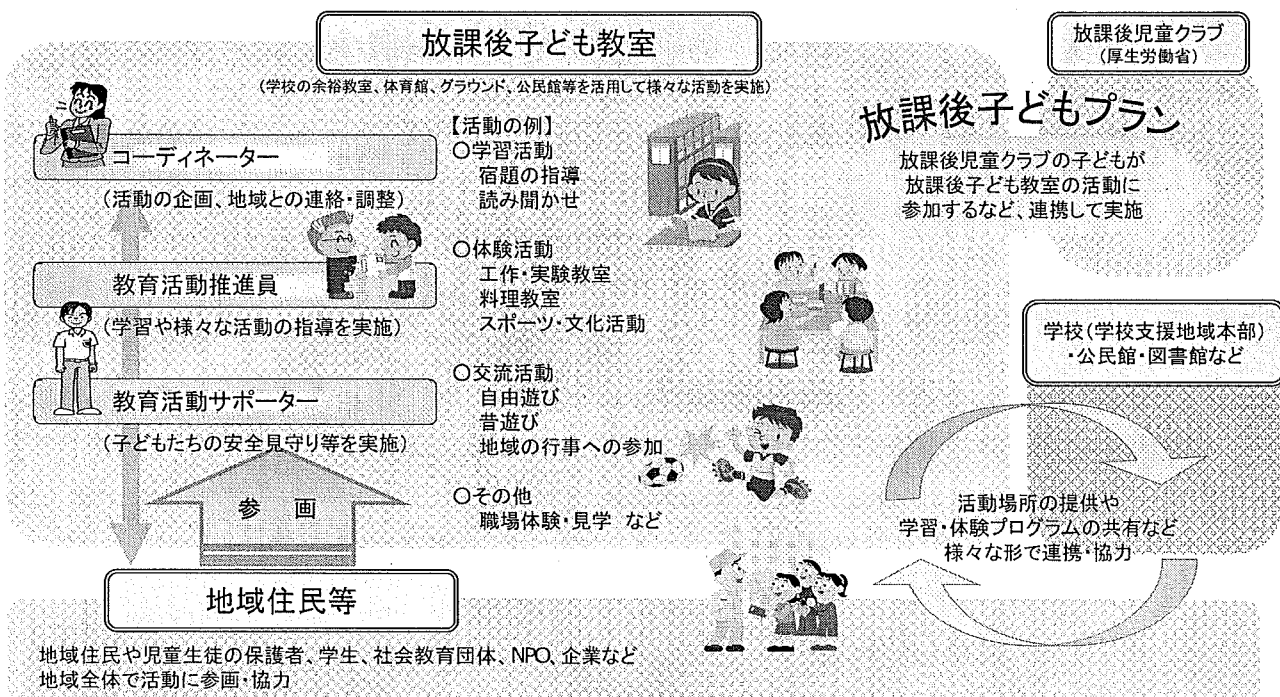 放課後子ども教室
(学校の余裕教室、体育館、グラウンド、公民館等を活用して様々な活動を実施)
コーディネーター
(活動の企画、地域との連絡・調整)
教育活動推進員
(学習や様々な活動の指導を実施)
教育活動サポーター
(子どもたちの安全見守り等を実施)
参 画
地域住民等
地域住民や児童生徒の保護者、学生、社会教育団体、NPO、企業など
地域全体で活動に参画・協力
【活動の例】
○学習活動
宿題の指導
読み聞かせ
○体験活動
工作・実験教室
料理教室
スポーツ・文化活動
○交流活動
自由遊び
昔遊び
地域の行事への参加
○その他
職場体験・見学 など
放課後児童クラブ
(厚生労働省)
放課後子どもプラン
放課後児童クラブの子どもが
放課後子ども教室の活動に
参加するなど、連携して実施
学校(学校支援地域本部)
・公民館・図書館など
活動場所の提供や
学習・体験プログラムの共有など
様々な形で連携・協力